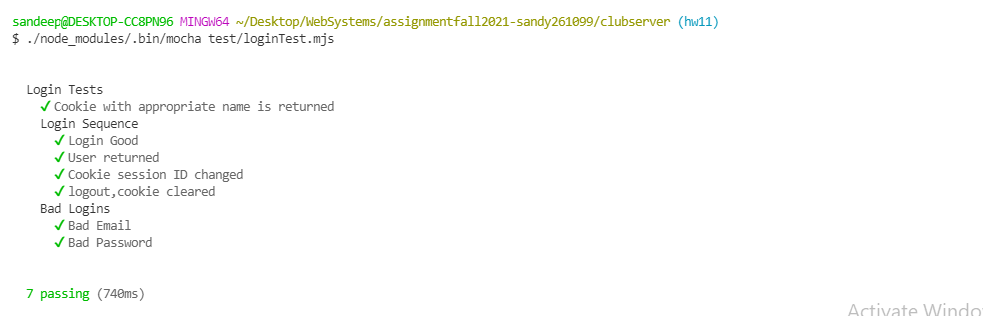 sandeep@DESKTOP-CC8PN96 MINGW64 ~/Desktop/WebSystems/assignmentfall2021-sandy261099/clubserver (hw11)
$ ./node_modules/.bin/mocha test/loginTest.mjs
Login Tests
✓ Cookie with appropriate name is returned
Login Sequence
✓ Login Good
✓ User returned
✓ Cookie session ID changed
✓ logout,cookie cleared
Bad Logins
✓ Bad Email
✓ Bad Password
7 passing (740ms)
Activate Windo